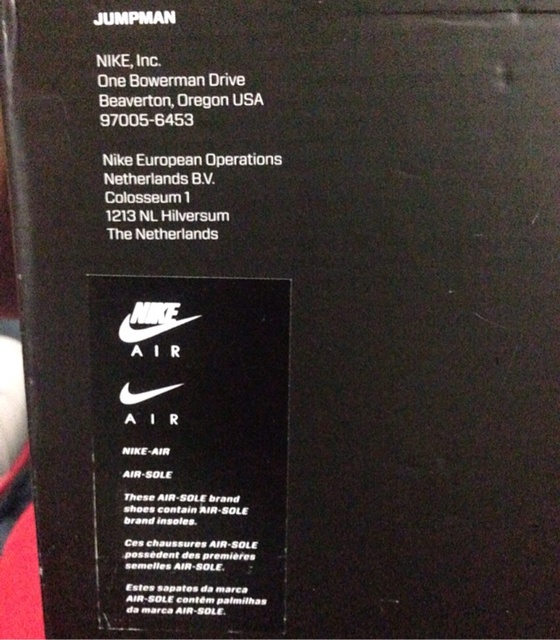 JUMPMAN
NIKE, Inc.
One Bowerman Drive
Beaverton, Oregon USA
97005-6453
Nike European Operations
Netherlands B.V.
Colosseum 1
1213 NL Hilversum
The Netherlands
NIKE
AIR
AIR
NIKE-AIR
AIR-SOLE
These AIR-SOLE brand
shoes contain AIR-SOLE
brand insoles.
Ces chaussures AIR-SOLE
possèdent des premières
semelles AIR-SOLE.
Estes sapatos da marca
AIR-SOLE contêm palmilhas
da marca AIR-SOLE.